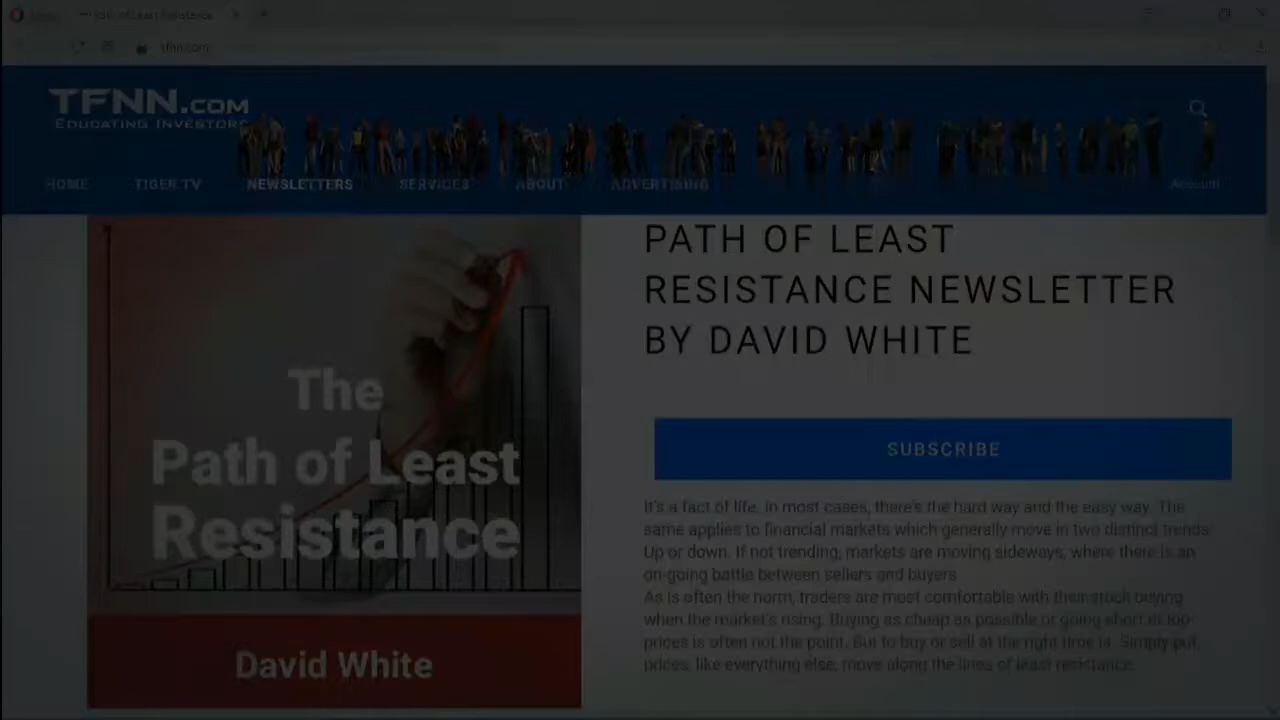 Path of Least Resistance
tfnn.com
TFNN.COM
EDUCATING INVESTORS
HOME TIGER TV NEWSLETTERS SERVICES ABOUT ADVERTISING Account
The
Path of Least
Resistance
David White
PATH OF LEAST
RESISTANCE NEWSLETTER
BY DAVID WHITE
SUBSCRIBE
It's a fact of life. In most cases, there's the hard way and the easy way. The
same applies to financial markets which generally move in two distinct trends:
Up or down. If not trending, markets are moving sideways, where there is an
on-going battle between sellers and buyers
As is often the norm, traders are most comfortable with their stock buying
when the market's rising. Buying as cheap as possible or going short at top
prices is often not the point. But to buy or sell at the right time is. Simply put,
prices, like everything else, move along the lines of least resistance.